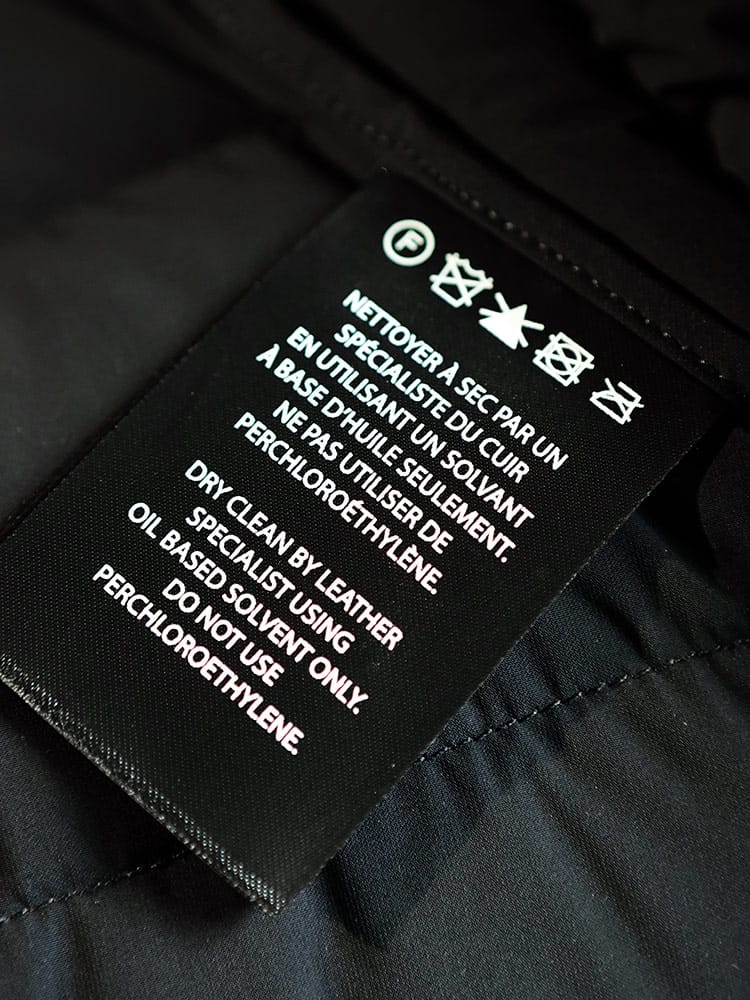 F
NETTOYER À SEC PAR UN
SPÉCIALISTE DU CUIR
EN UTILISANT UN SOLVANT
À BASE D'HUILE SEULEMENT.
NE PAS UTILISER DE
PERCHLOROÉTHYLÈNE.
DRY CLEAN BY LEATHER
SPECIALIST USING
OIL BASED SOLVENT ONLY.
DO NOT USE
PERCHLOROETHYLENE.